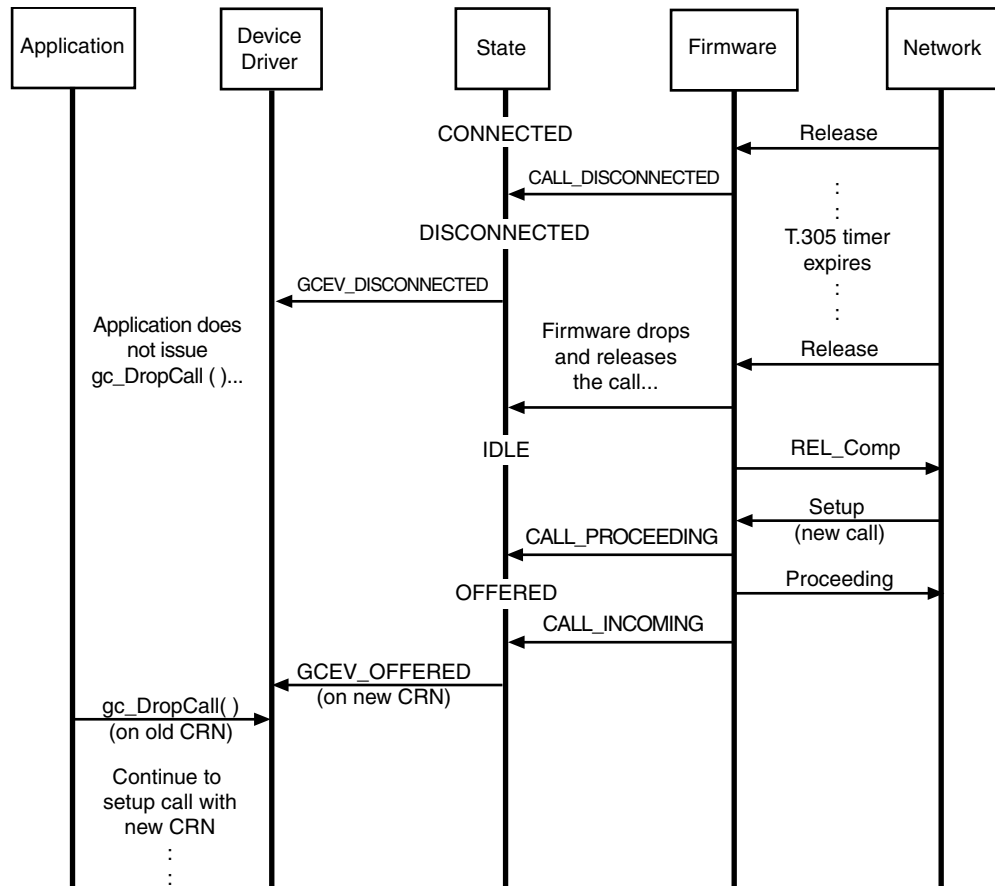 Application
Device
Driver
State
Firmware
Network
CONNECTED
Release
CALL_DISCONNECTED
:
:
DISCONNECTED
T.305 timer
expires
GCEV_DISCONNECTED
:
:
Application does
not issue
gc_DropCall ( )...
Firmware drops
and releases
the call...
Release
IDLE
REL_Comp
Setup
(new call)
CALL_PROCEEDING
Proceeding
OFFERED
CALL_INCOMING
GCEV_OFFERED
(on new CRN)
gc_DropCall( )
(on old CRN)
Continue to
setup call with
new CRN
:
: